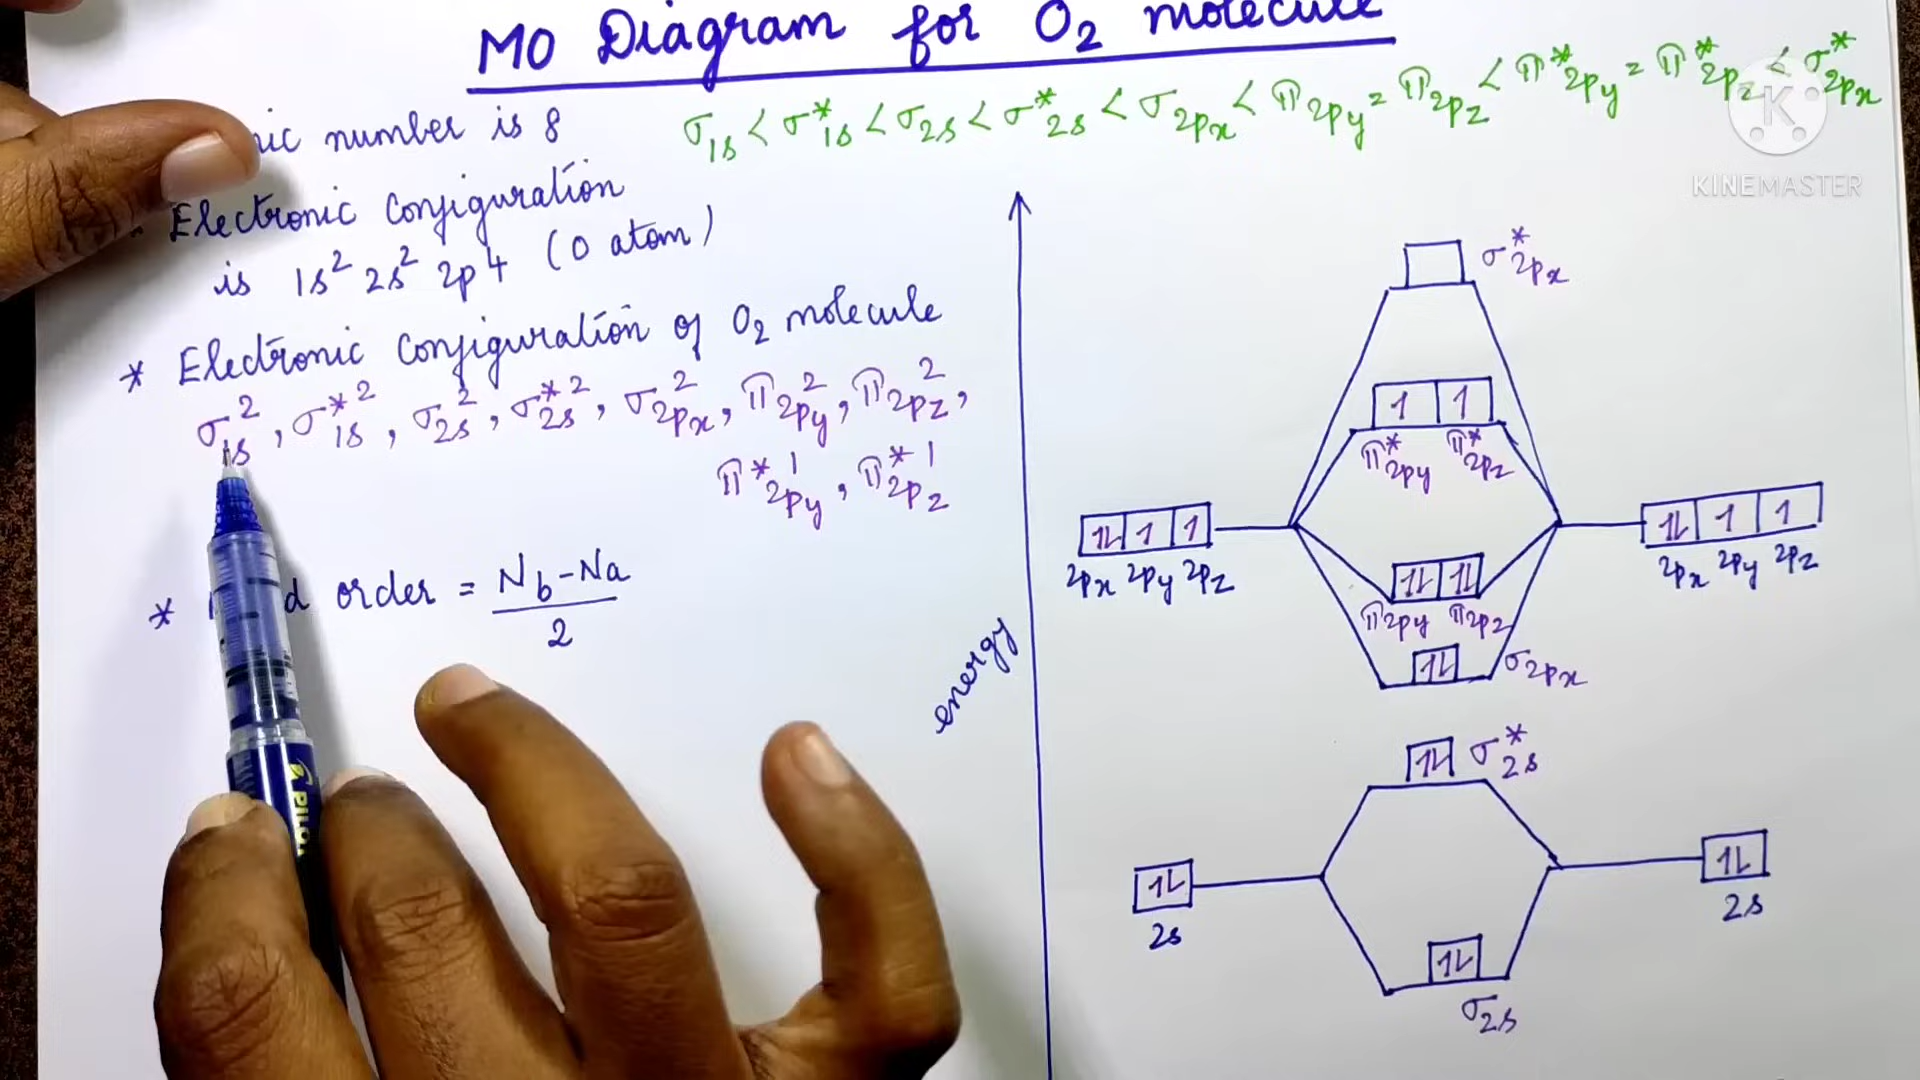 MO Diagram for O₂ molecule
σ1s < σ*1s < σ2s < σ*2s < σ2px < π2py = π2pz < π*2py = π*2pz < σ*2px
number is 8
Electronic Configuration
is 1s² 2s² 2p⁴ (O atom)
* Electronic Configuration of O₂ molecule
σ1s², σ*1s², σ2s², σ*2s², σ2px², π2py², π2pz²,
π*2py¹, π*2pz¹
* order = Nb-Na
2
energy
σ*2px
1 1
π*2py π*2pz
1L 1 1
2px 2py 2pz
1L 1 1
2px 2py 2pz
1L 1L
π2py π2pz
1L σ2px
1L σ*2s
1L
2s
1L
2s
1L
σ2s
PILOT
K
KINEMASTER